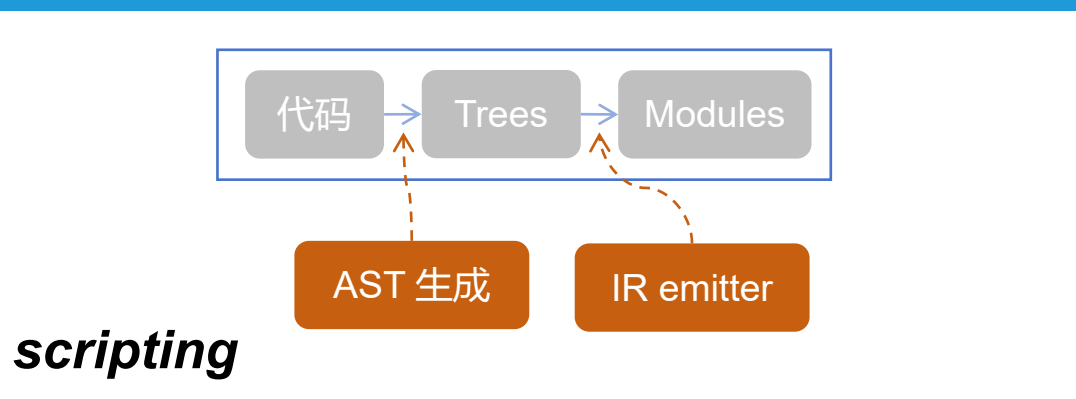 代码
Trees
Modules
AST 生成
IR emitter
scripting